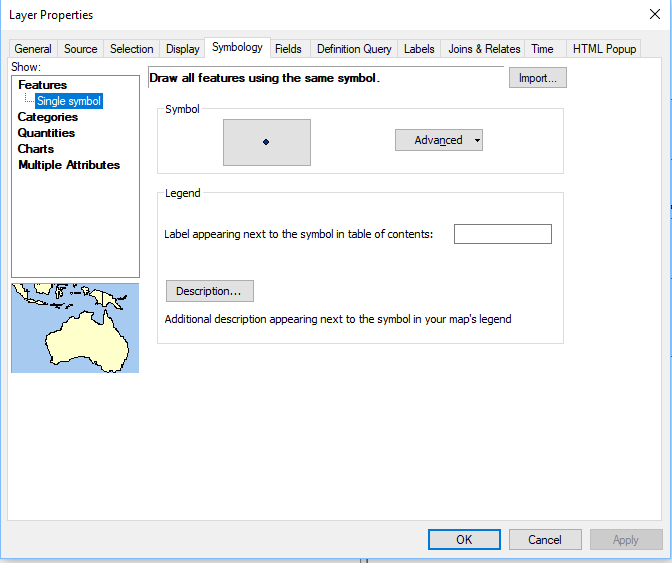 Layer Properties
General Source Selection Display Symbology Fields Definition Query Labels Joins & Relates Time HTML Popup
Show:
Features
Single symbol
Categories
Quantities
Charts
Multiple Attributes
Draw all features using the same symbol.
Import...
Symbol
Advanced
Legend
Label appearing next to the symbol in table of contents:
Description...
Additional description appearing next to the symbol in your map's legend
OK Cancel Apply